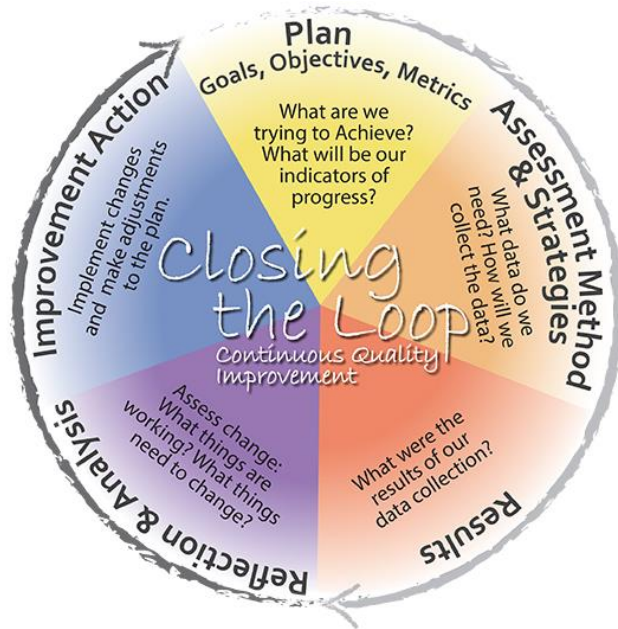 Plan
Goals, Objectives, Metrics
What are we
trying to Achieve?
What will be our
indicators of
progress?
Assessment Method
& Strategies
What data do we
need? How will we
collect the data?
Results
What were the
results of our
data collection?
Reflection & Analysis
Assess change:
What things are
working? What things
need to change?
Improvement Action
Implement changes
and make adjustments
to the plan.
Closing
the Loop
Continuous Quality
Improvement